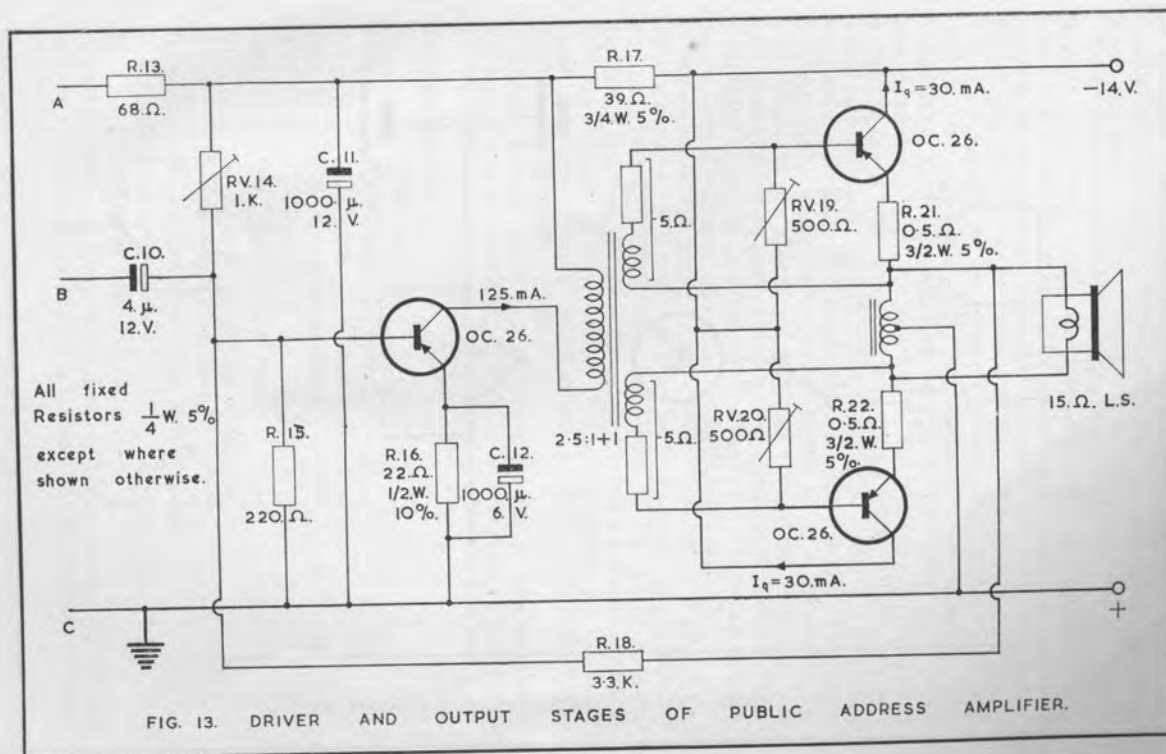 R.13.
68.Ω.
A
R.17.
39.Ω.
3/4.W. 5%.
Iq=30.mA.
−14.V.
OC.26.
RV.14.
1.K.
C.11.
1000.μ.
12. V.
5.Ω.
RV.19.
500.Ω.
R.21.
0·5.Ω.
3/2.W. 5%.
C.10.
B
4.μ.
12.V.
125.mA.
OC.26.
15.Ω. L.S.
All fixed
Resistors 1/4 W. 5%
except where
shown otherwise.
R.15.
220.Ω.
R.16.
22.Ω.
1/2.W.
10%.
C.12.
1000.μ.
6. V.
2·5:1+1
5.Ω.
RV.20.
500Ω
R.22.
0·5.Ω.
3/2.W.
5%.
OC.26.
Iq=30.mA.
C
+
R.18.
3·3.K.
FIG. 13. DRIVER AND OUTPUT STAGES OF PUBLIC ADDRESS AMPLIFIER.